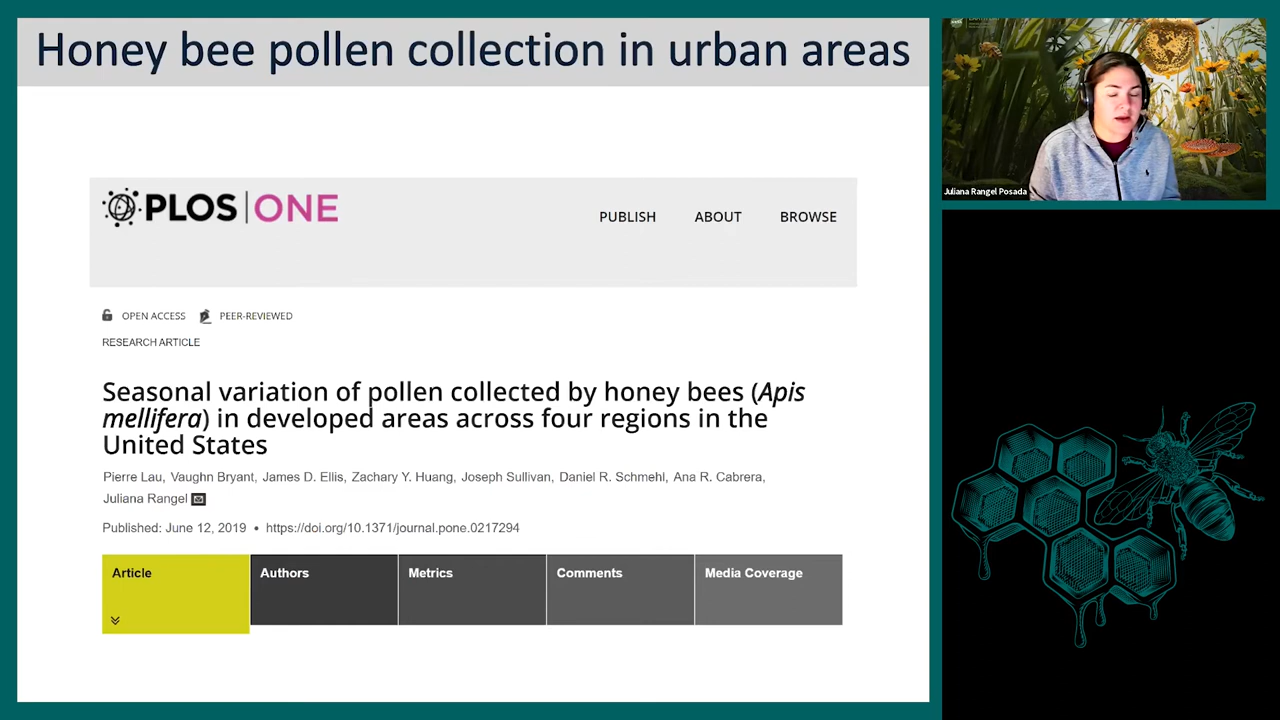 Honey bee pollen collection in urban areas
PLOS ONE
PUBLISH ABOUT BROWSE
OPEN ACCESS PEER-REVIEWED
RESEARCH ARTICLE
Seasonal variation of pollen collected by honey bees (Apis
mellifera) in developed areas across four regions in the
United States
Pierre Lau, Vaughn Bryant, James D. Ellis, Zachary Y. Huang, Joseph Sullivan, Daniel R. Schmehl, Ana R. Cabrera,
Juliana Rangel
Published: June 12, 2019 • https://doi.org/10.1371/journal.pone.0217294
Article Authors Metrics Comments Media Coverage
Juliana Rangel Posada